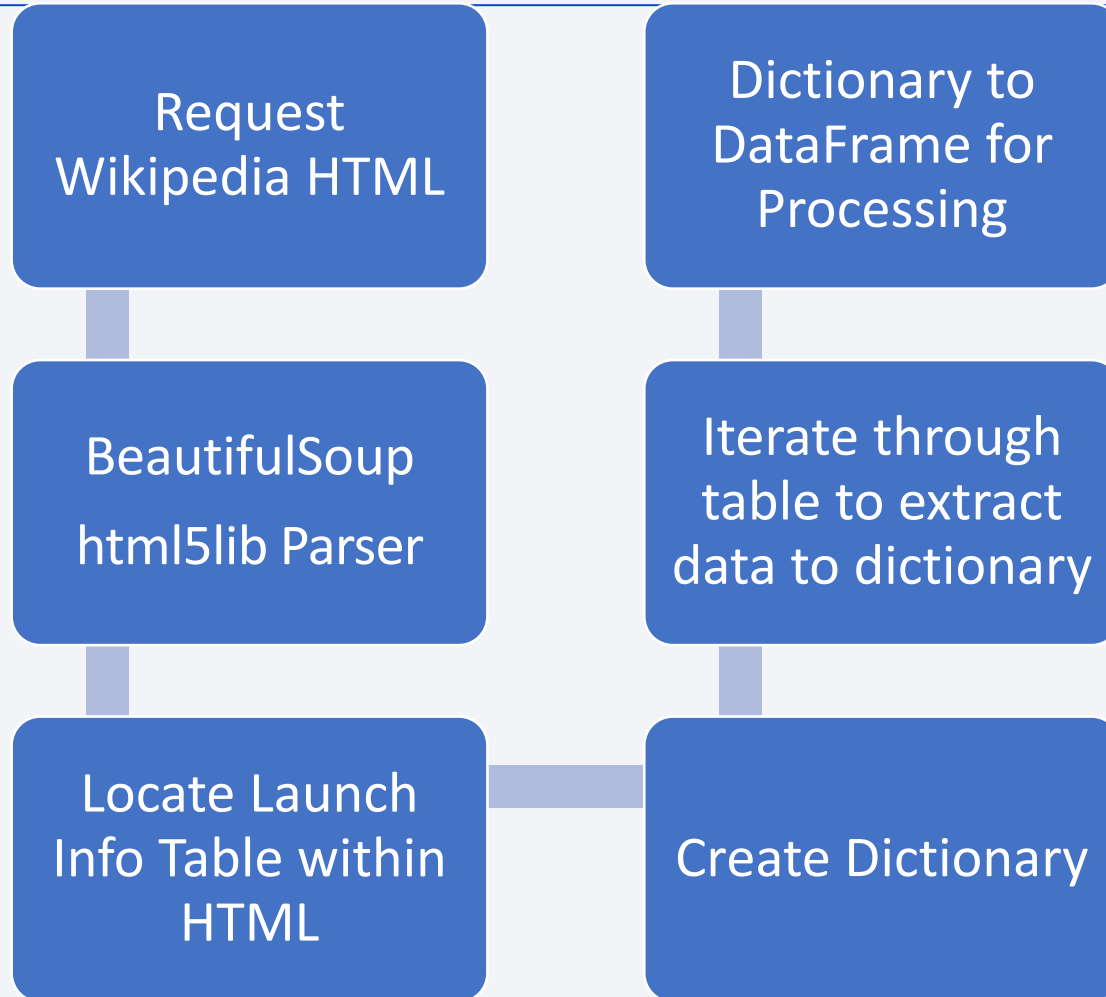 Request
Wikipedia HTML
BeautifulSoup
html5lib Parser
Locate Launch
Info Table within
HTML
Create Dictionary
Iterate through
table to extract
data to dictionary
Dictionary to
DataFrame for
Processing